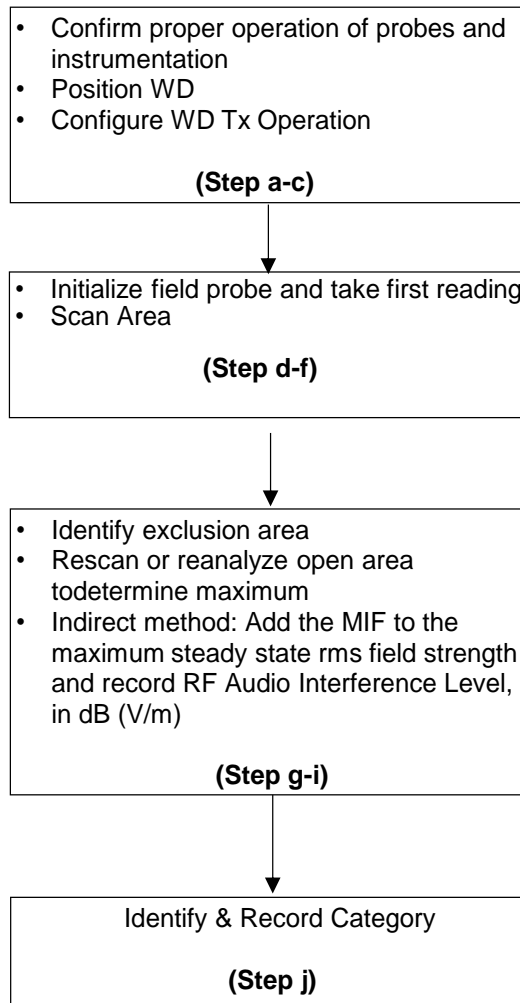 • Confirm proper operation of probes and
instrumentation
• Position WD
• Configure WD Tx Operation
(Step a-c)
• Initialize field probe and take first reading
• Scan Area
(Step d-f)
• Identify exclusion area
• Rescan or reanalyze open area
todetermine maximum
• Indirect method: Add the MIF to the
maximum steady state rms field strength
and record RF Audio Interference Level,
in dB (V/m)
(Step g-i)
Identify & Record Category
(Step j)